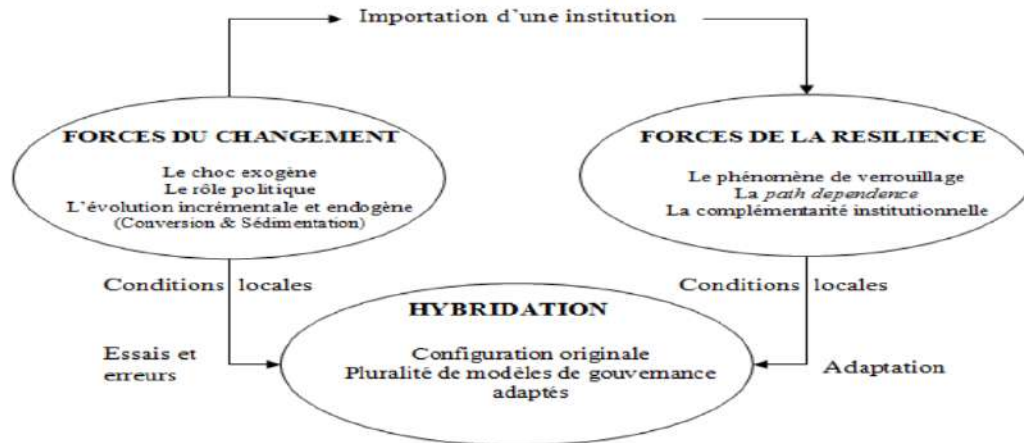 Importation d'une institution
FORCES DU CHANGEMENT
Le choc exogène
Le rôle politique
L'évolution incrémentale et endogène
(Conversion & Sédimentation)
FORCES DE LA RESILIENCE
Le phénomène de verrouillage
La path dependence
La complémentarité institutionnelle
Conditions locales
Conditions locales
HYBRIDATION
Configuration originale
Pluralité de modèles de gouvernance
adaptés
Essais et
erreurs
Adaptation